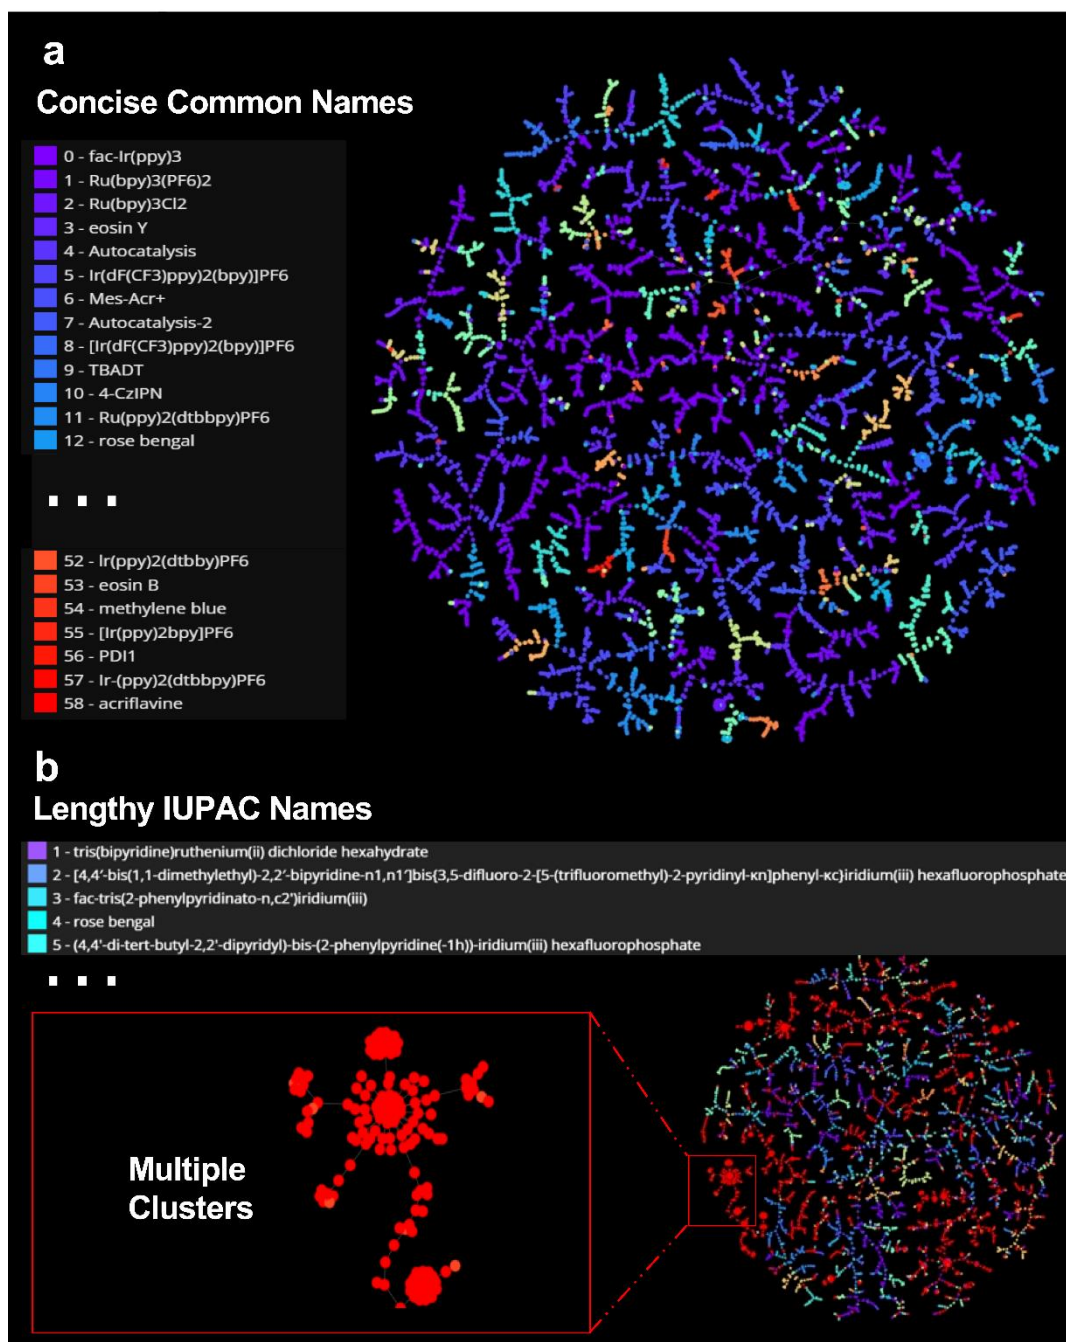 a
Concise Common Names
0 - fac-Ir(ppy)3
1 - Ru(bpy)3(PF6)2
2 - Ru(bpy)3Cl2
3 - eosin Y
4 - Autocatalysis
5 - Ir(dF(CF3)ppy)2(bpy)]PF6
6 - Mes-Acr+
7 - Autocatalysis-2
8 - [Ir(dF(CF3)ppy)2(bpy)]PF6
9 - TBADT
10 - 4-CzIPN
11 - Ru(ppy)2(dtbbpy)PF6
12 - rose bengal
...
52 - Ir(ppy)2(dtbby)PF6
53 - eosin B
54 - methylene blue
55 - [Ir(ppy)2bpy]PF6
56 - PDI1
57 - Ir-(ppy)2(dtbbpy)PF6
58 - acriflavine
b
Lengthy IUPAC Names
1 - tris(bipyridine)ruthenium(ii) dichloride hexahydrate
2 - [4,4′-bis(1,1-dimethylethyl)-2,2′-bipyridine-n1,n1′]bis{3,5-difluoro-2-[5-(trifluoromethyl)-2-pyridinyl-κn]phenyl-κc}iridium(iii) hexafluorophosphate
3 - fac-tris(2-phenylpyridinato-n,c2')iridium(iii)
4 - rose bengal
5 - (4,4'-di-tert-butyl-2,2'-dipyridyl)-bis-(2-phenylpyridine(-1h))-iridium(iii) hexafluorophosphate
...
Multiple
Clusters